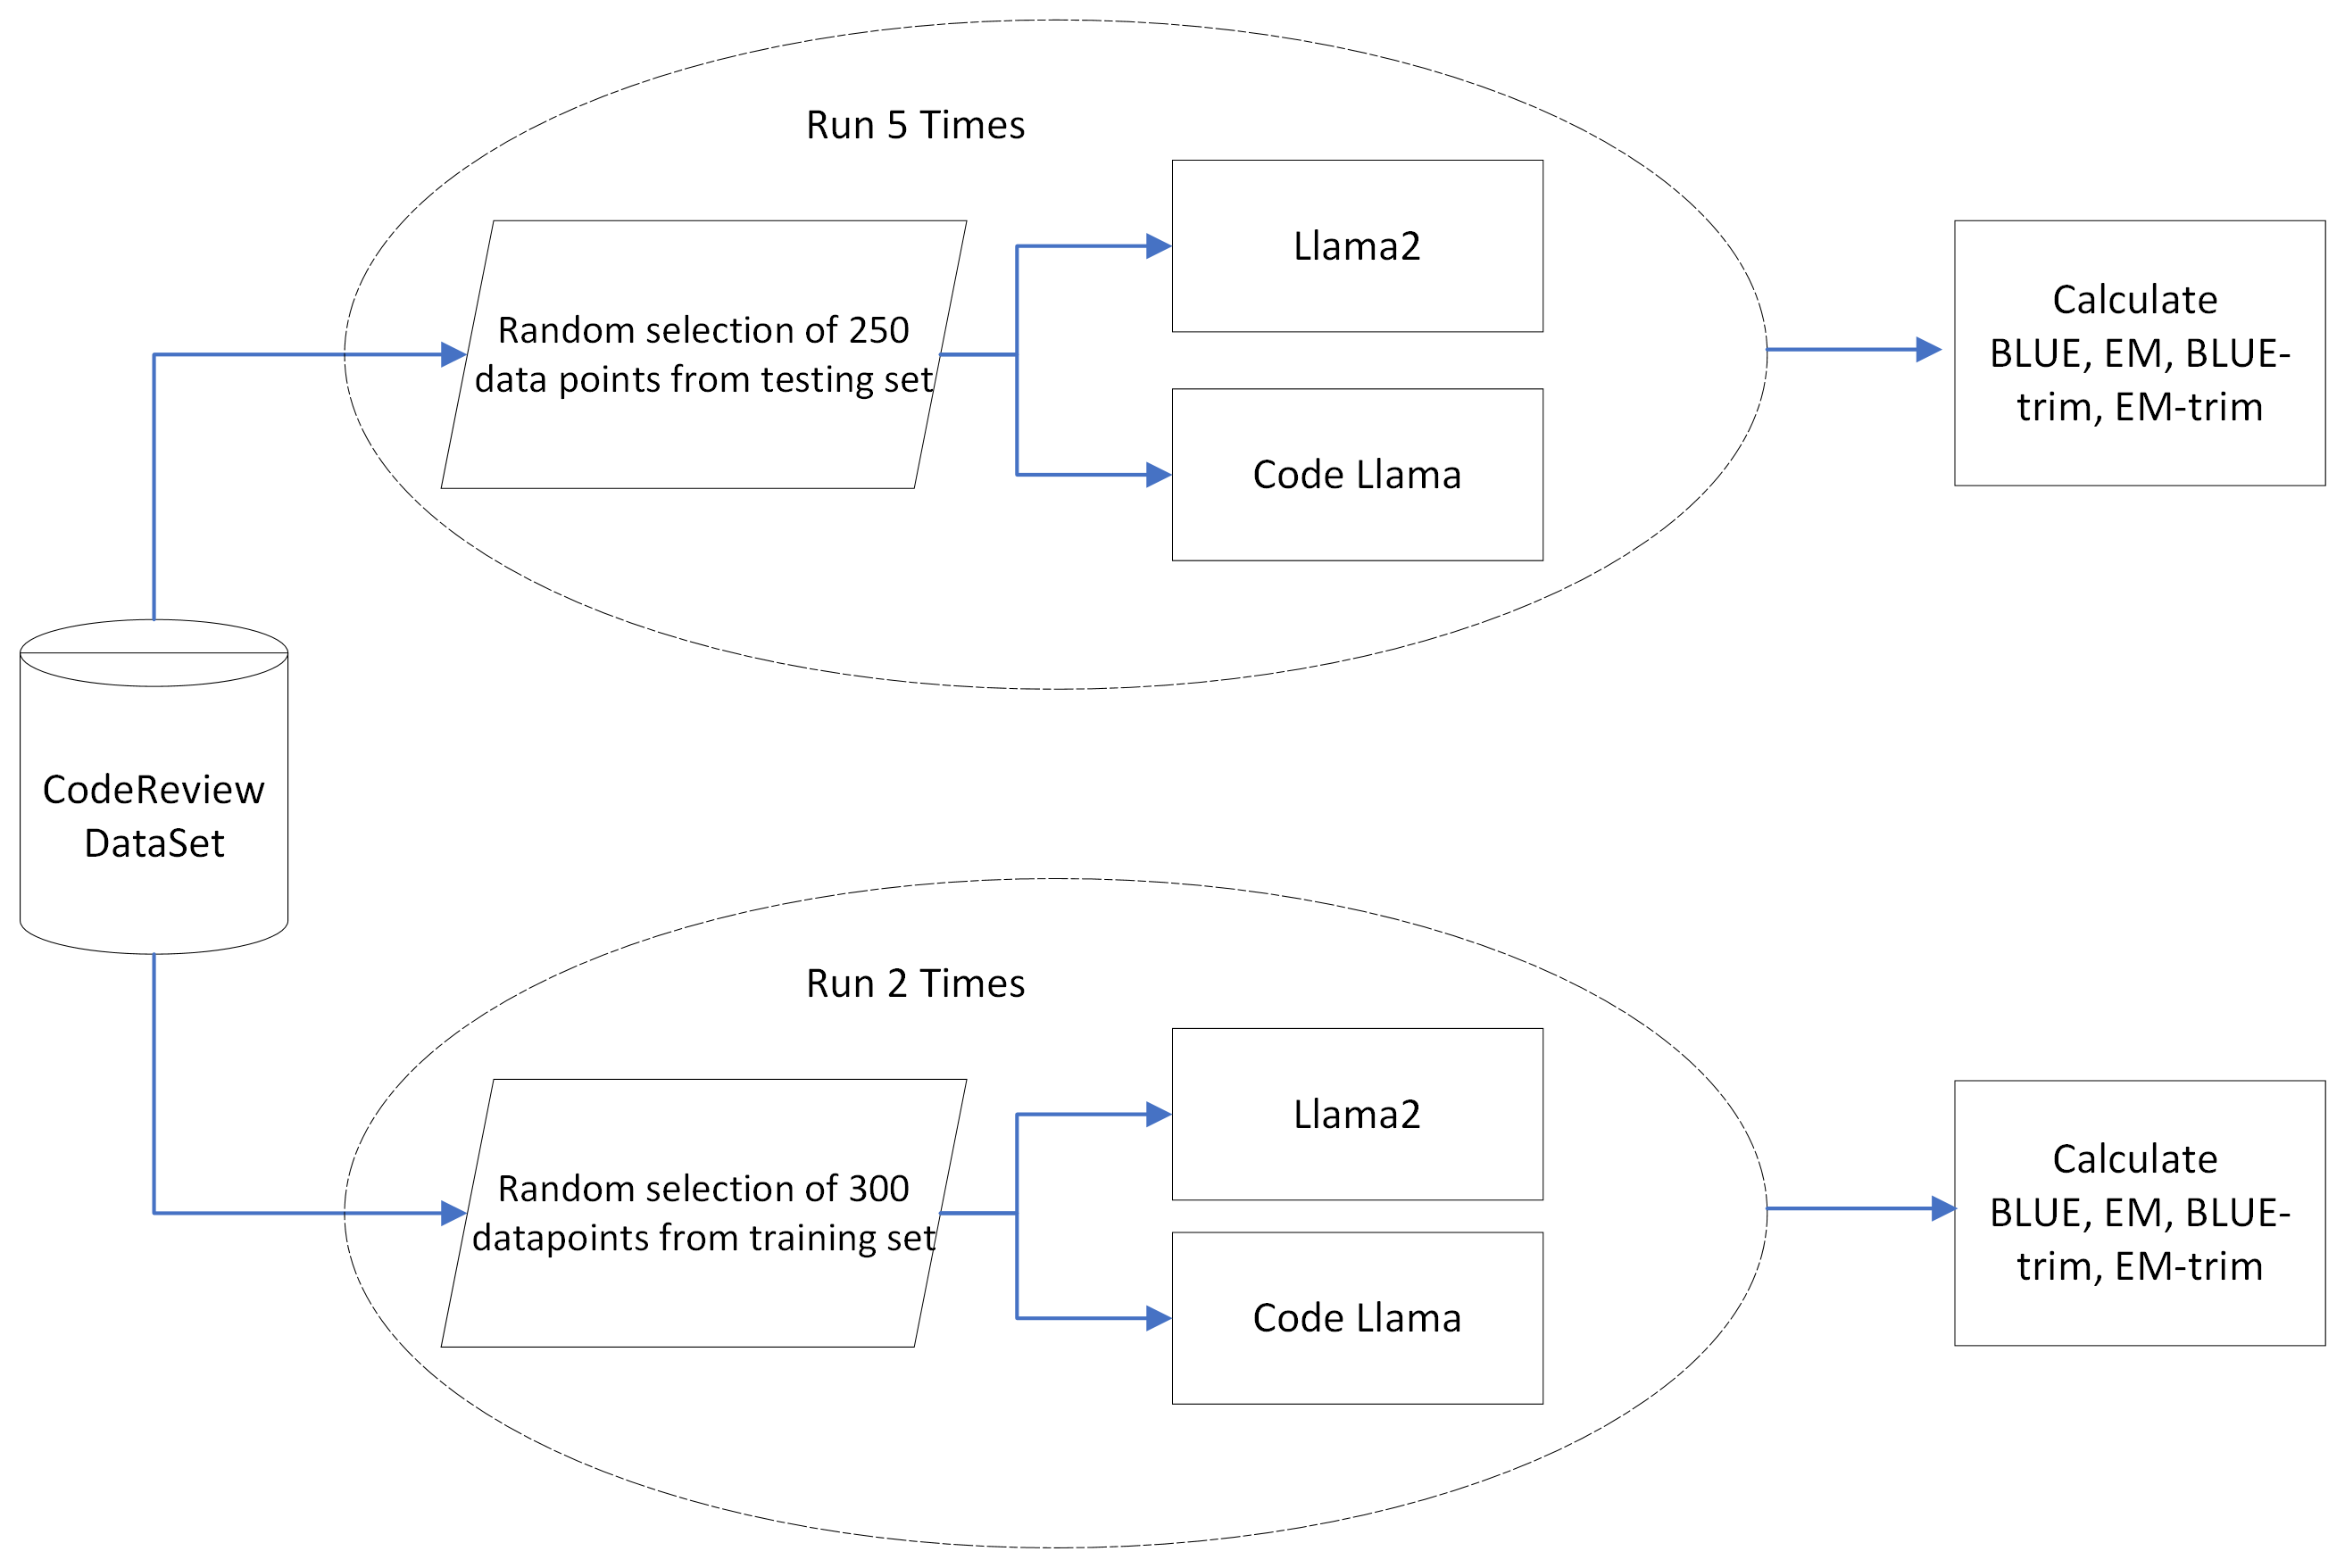 Run 5 Times
Random selection of 250
data points from testing set
Llama2
Code Llama
Calculate
BLUE, EM, BLUE-
trim, EM-trim
CodeReview
DataSet
Run 2 Times
Random selection of 300
datapoints from training set
Llama2
Code Llama
Calculate
BLUE, EM, BLUE-
trim, EM-trim